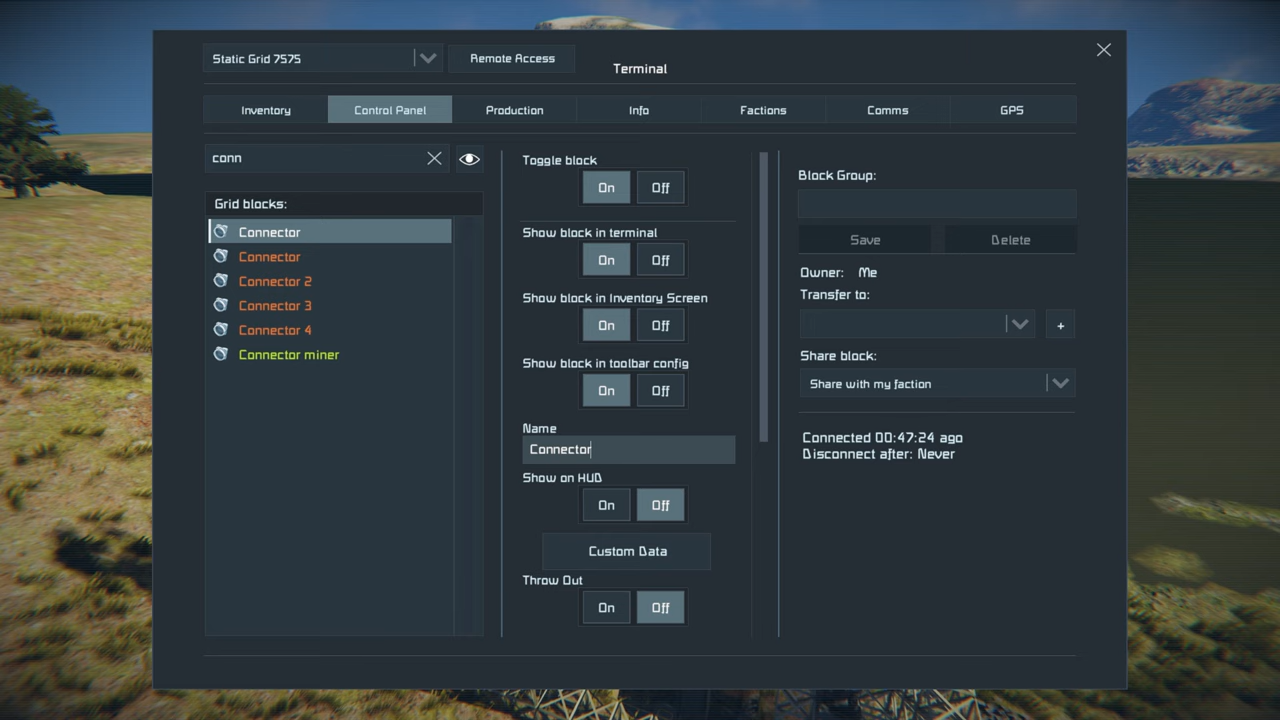 Static Grid 7575
Remote Access
Terminal
Inventory
Control Panel
Production
Info
Factions
Comms
GPS
conn
Grid blocks:
Connector
Connector
Connector 2
Connector 3
Connector 4
Connector miner
Toggle block
On
Off
Show block in terminal
On
Off
Show block in Inventory Screen
On
Off
Show block in toolbar config
On
Off
Name
Connector
Show on HUD
On
Off
Custom Data
Throw Out
On
Off
Block Group:
Save
Delete
Owner: Me
Transfer to:
+
Share block:
Share with my faction
Connected 00:47:24 ago
Disconnect after: Never